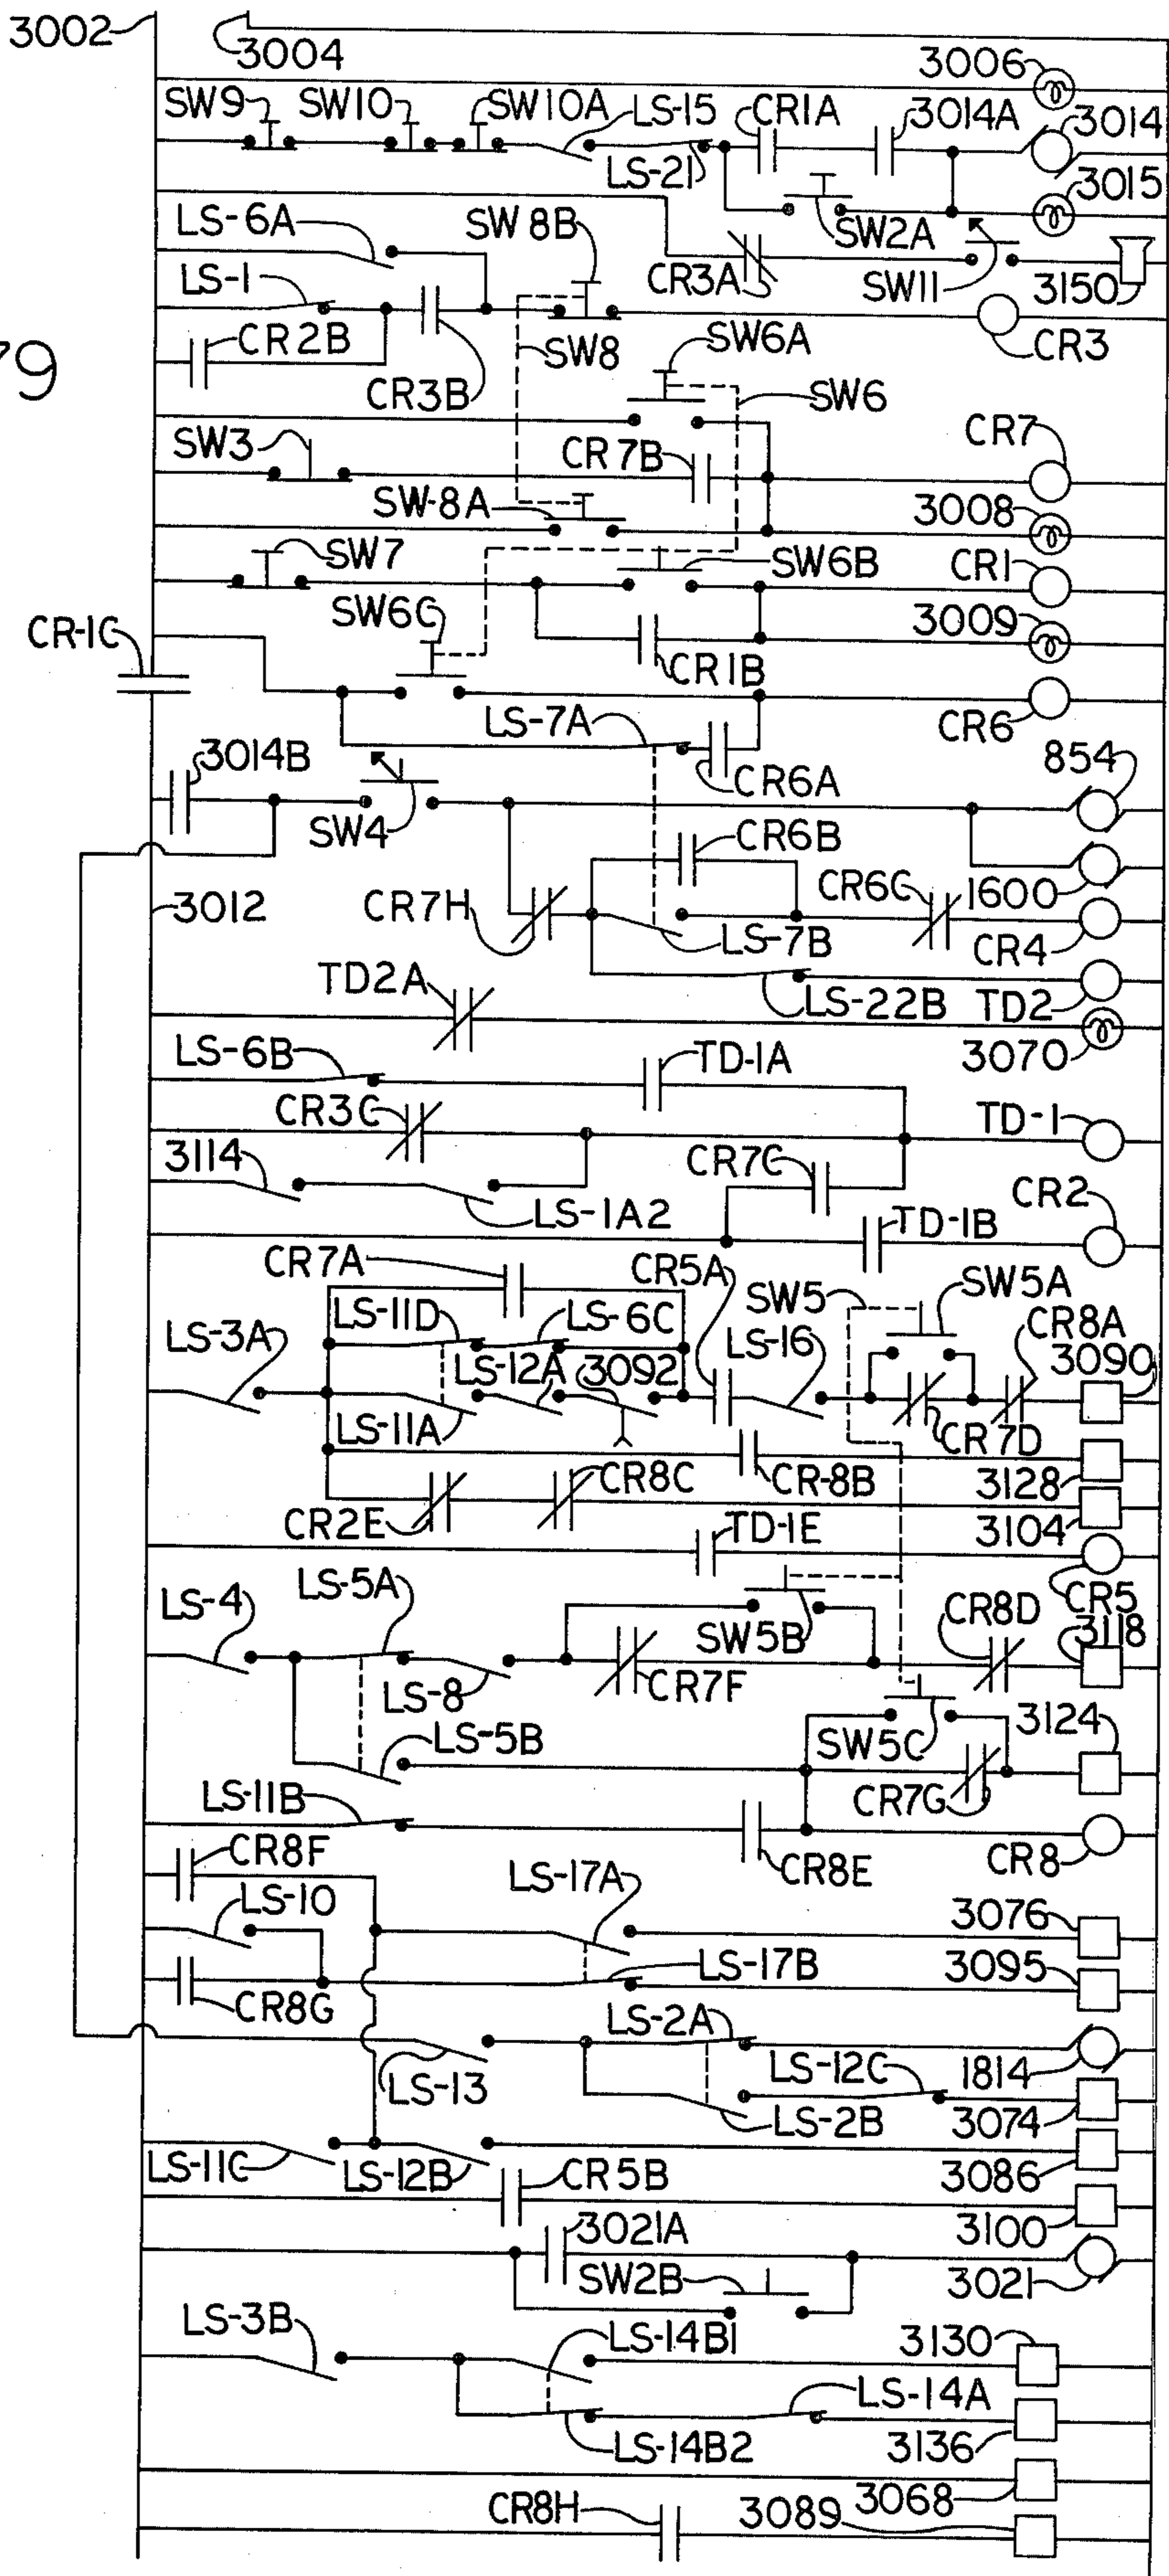 3002
3004
3006
SW9 SW10 SW10A LS-15 CR1A 3014A 3014
LS-21
3015
LS-6A SW8B SW2A
CR3A SW11 3150
LS-1
CR2B SW8 SW6A CR3
79
CR3B SW6
SW3 CR7B CR7
SW-8A 3008
SW7 SW6B CR1
CR-1C SW6C 3009
CR1B
LS-7A CR6
3014B CR6A 854
SW4 CR6B
3012 CR7H CR6C 1600
LS-7B CR4
TD2A LS-22B TD2
LS-6B TD-1A 3070
CR3C TD-1
3114 CR7C
LS-1A2 CR2
TD-1B
CR7A CR5A SW5 SW5A
LS-3A LS-11D LS-6C LS-16 CR8A
LS-12A 3092 3090
LS-11A CR7D
CR8C CR-8B 3128
CR2E 3104
TD-1E
LS-4 LS-5A CR5
SW5B CR8D 3118
LS-8 CR7F
LS-5B SW5C 3124
LS-11B CR7G
CR8F CR8E CR8
LS-10 LS-17A 3076
LS-17B 3095
CR8G
LS-2A
LS-12C 1814
LS-13 LS-2B 3074
LS-11C LS-12B 3086
CR5B
3021A 3100
SW2B 3021
LS-3B LS-14B1 3130
LS-14A
LS-14B2 3136
CR8H 3089 3068